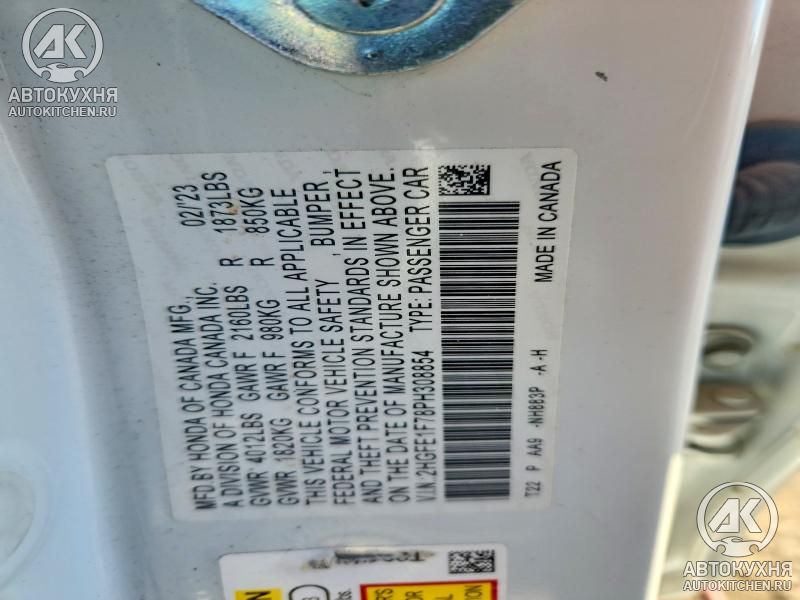 AK
АВТОКУХНЯ
AUTOKITCHEN.RU
MFD.BY HONDA OF CANADA MFG., 02/'23
A DIVISION OF HONDA CANADA INC.
GVWR 4012LBS GAWR F 2160LBS R 1873LBS
GVWR 1820KG GAWR F 980KG R 850KG
THIS VEHICLE CONFORMS TO ALL APPLICABLE
FEDERAL MOTOR VEHICLE SAFETY , BUMPER ,
AND THEFT PREVENTION STANDARDS IN EFFECT
ON THE DATE OF MANUFACTURE SHOWN ABOVE.
V.I.N: 2HGFE1F78PH308864 TYPE: PASSENGER CAR
T22 P AA9 -NH883P -A -H MADE IN CANADA
AK
АВТОКУХНЯ
AUTOKITCHEN.RU